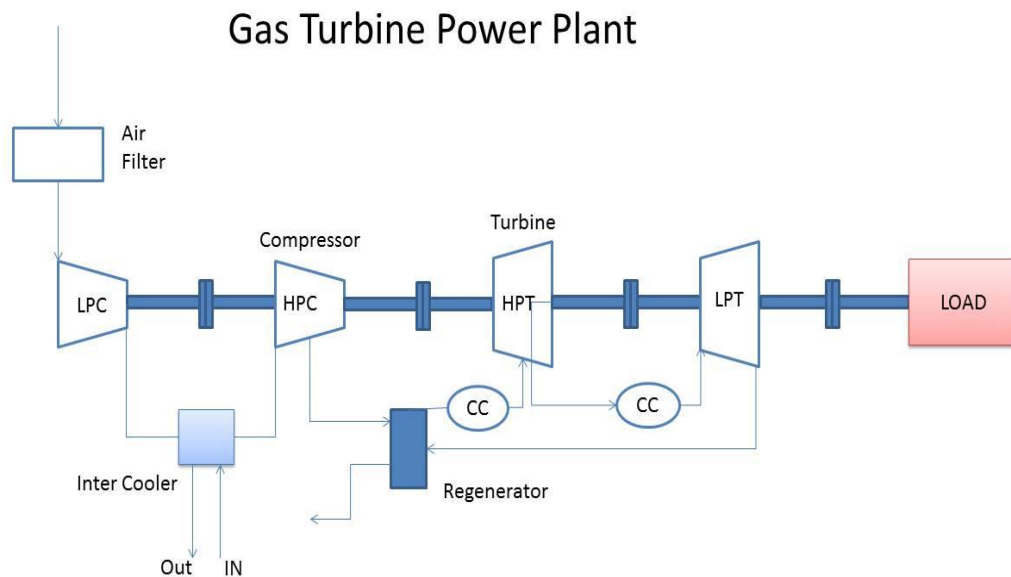 Gas Turbine Power Plant
Air
Filter
Compressor
Turbine
LPC
HPC
HPT
LPT
LOAD
CC
CC
Inter Cooler
Regenerator
Out
IN